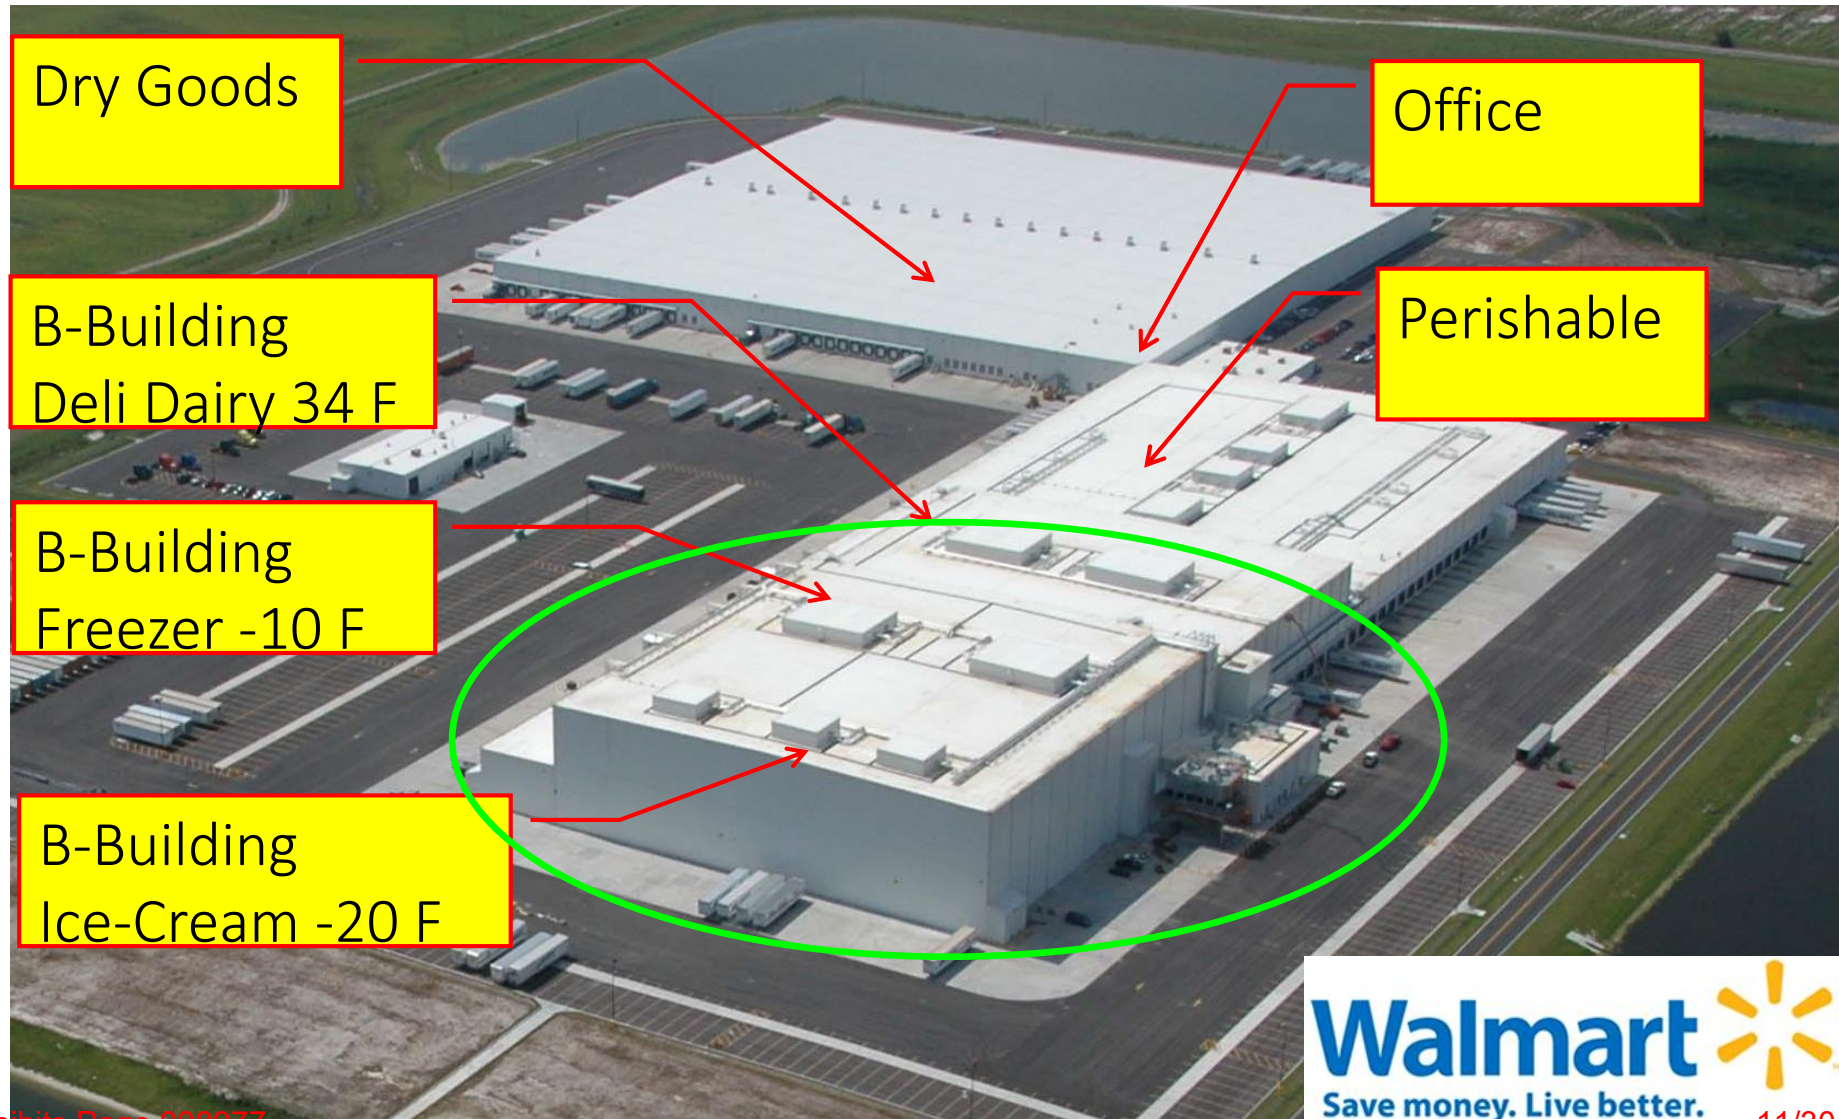 Dry Goods
Office
B-Building
Deli Dairy 34 F
Perishable
B-Building
Freezer -10 F
B-Building
Ice-Cream -20 F
Walmart
Save money. Live better.